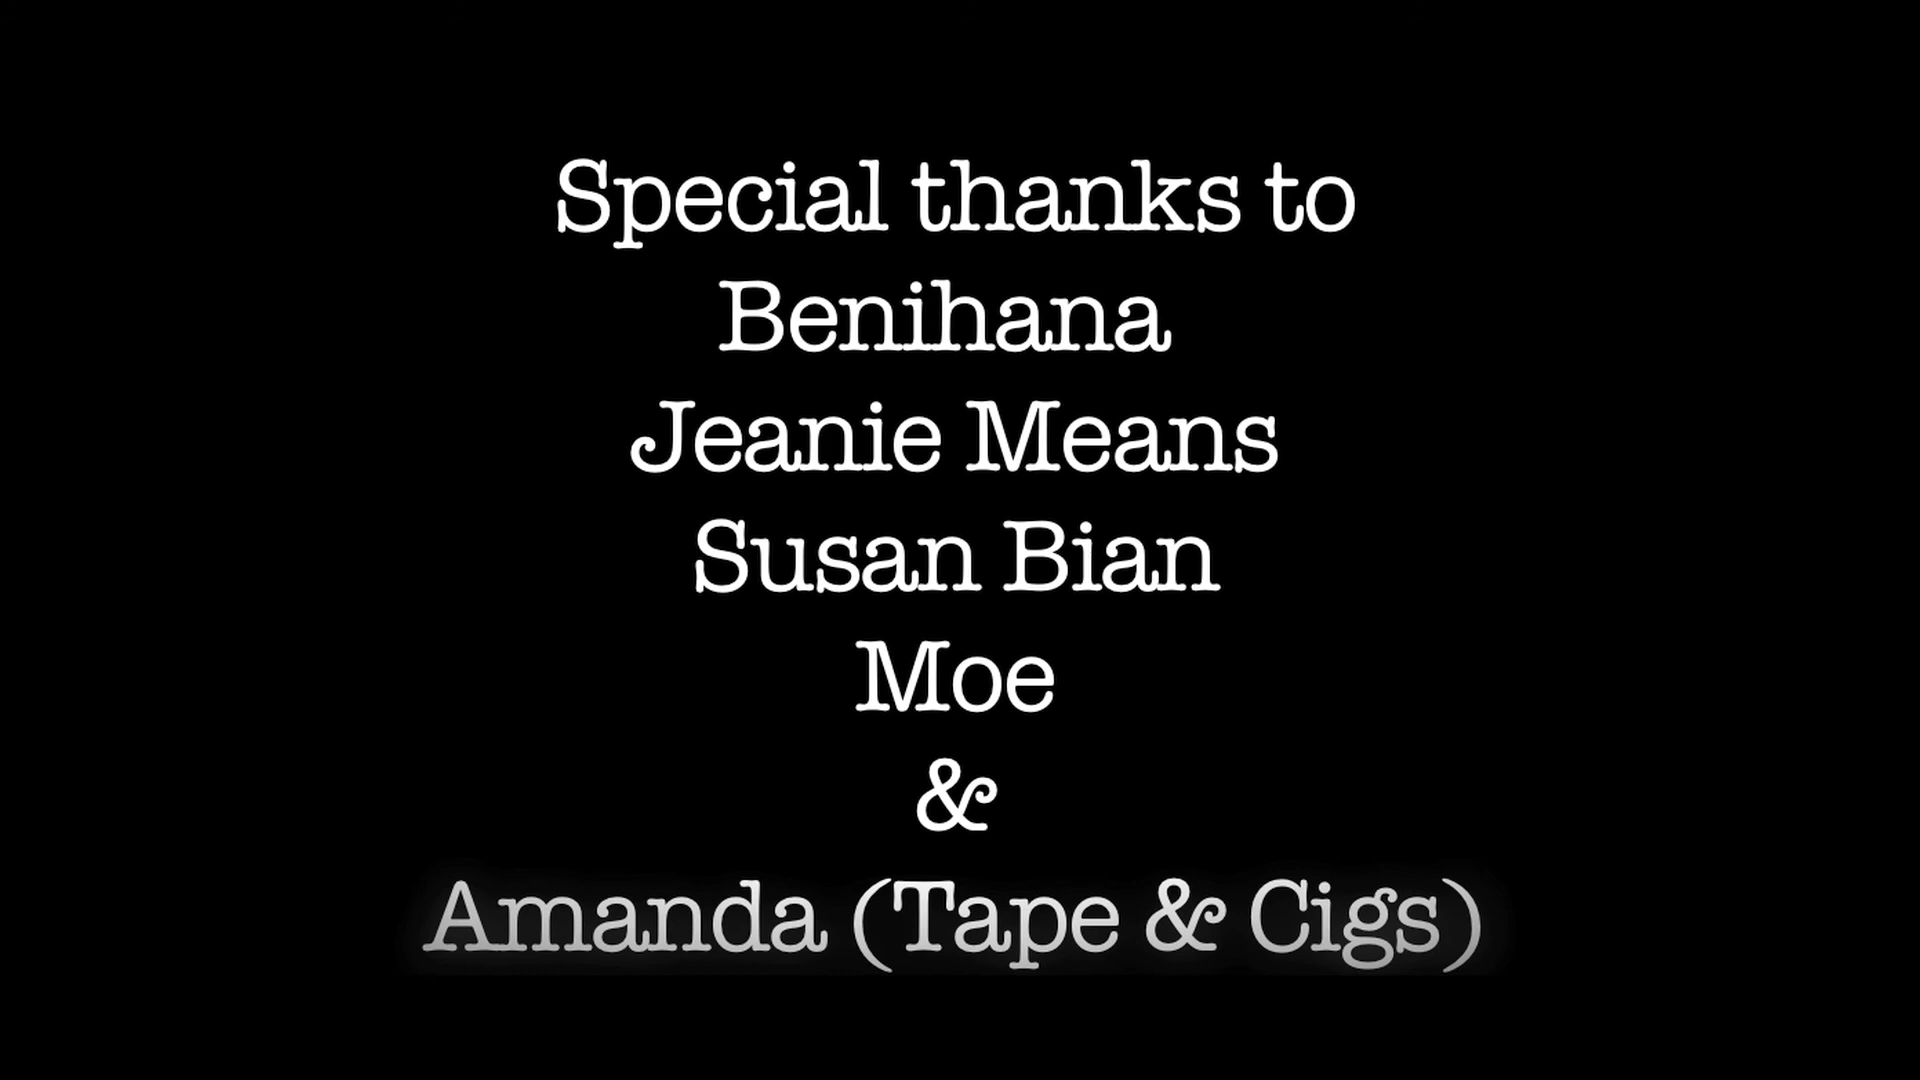 Special thanks to
Benihana
Jeanie Means
Susan Bian
Moe
&
Amanda (Tape & Cigs)